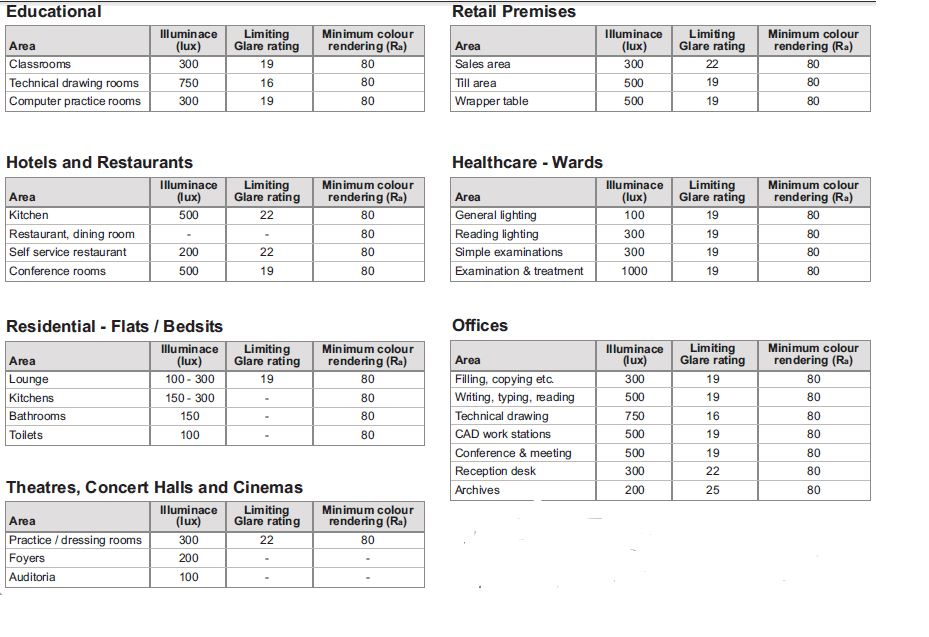 Educational
Area Illuminace (lux) Limiting Glare rating Minimum colour rendering (Ra)
Classrooms 300 19 80
Technical drawing rooms 750 16 80
Computer practice rooms 300 19 80
Hotels and Restaurants
Area Illuminace (lux) Limiting Glare rating Minimum colour rendering (Ra)
Kitchen 500 22 80
Restaurant, dining room - - 80
Self service restaurant 200 22 80
Conference rooms 500 19 80
Residential - Flats / Bedsits
Area Illuminace (lux) Limiting Glare rating Minimum colour rendering (Ra)
Lounge 100 - 300 19 80
Kitchens 150 - 300 - 80
Bathrooms 150 - 80
Toilets 100 - 80
Theatres, Concert Halls and Cinemas
Area Illuminace (lux) Limiting Glare rating Minimum colour rendering (Ra)
Practice / dressing rooms 300 22 80
Foyers 200 - -
Auditoria 100 - -
Retail Premises
Area Illuminace (lux) Limiting Glare rating Minimum colour rendering (Ra)
Sales area 300 22 80
Till area 500 19 80
Wrapper table 500 19 80
Healthcare - Wards
Area Illuminace (lux) Limiting Glare rating Minimum colour rendering (Ra)
General lighting 100 19 80
Reading lighting 300 19 80
Simple examinations 300 19 80
Examination & treatment 1000 19 80
Offices
Area Illuminace (lux) Limiting Glare rating Minimum colour rendering (Ra)
Filling, copying etc. 300 19 80
Writing, typing, reading 500 19 80
Technical drawing 750 16 80
CAD work stations 500 19 80
Conference & meeting 500 19 80
Reception desk 300 22 80
Archives 200 25 80